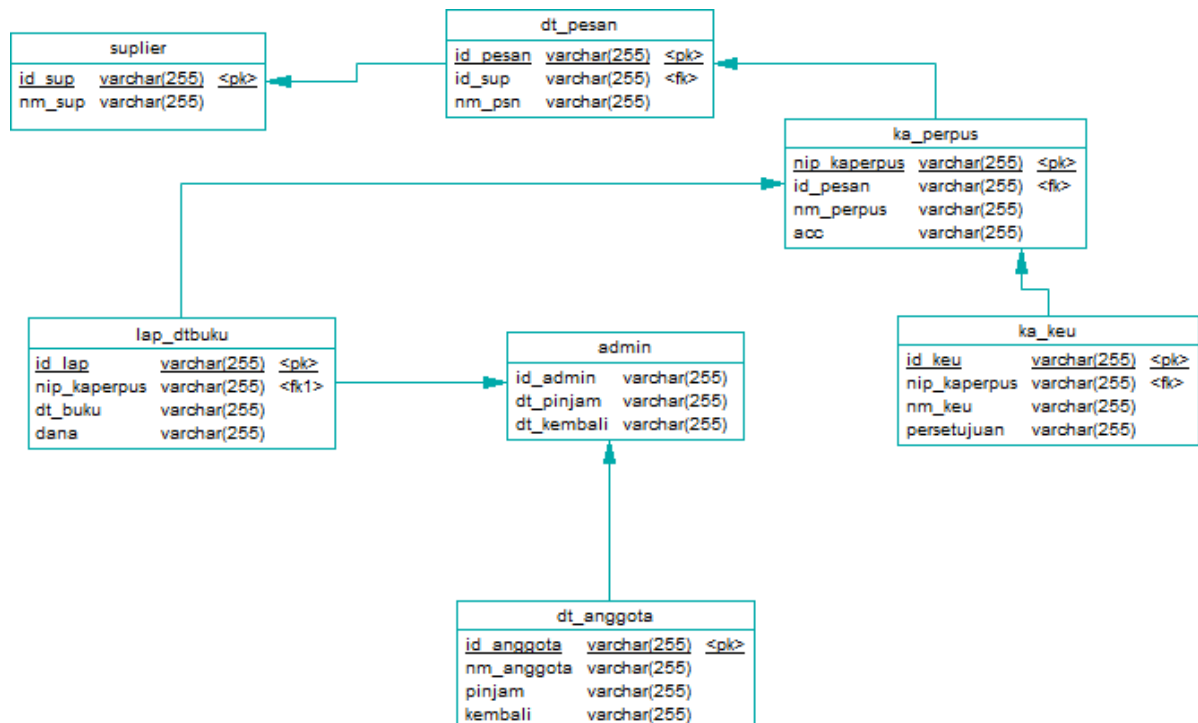 suplier
id_sup varchar(255) <pk>
nm_sup varchar(255)
dt_pesan
id_pesan varchar(255) <pk>
id_sup varchar(255) <fk>
nm_psn varchar(255)
ka_perpus
nip_kaperpus varchar(255) <pk>
id_pesan varchar(255) <fk>
nm_perpus varchar(255)
acc varchar(255)
lap_dtbuku
id_lap varchar(255) <pk>
nip_kaperpus varchar(255) <fk1>
dt_buku varchar(255)
dana varchar(255)
admin
id_admin varchar(255)
dt_pinjam varchar(255)
dt_kembali varchar(255)
ka_keu
id_keu varchar(255) <pk>
nip_kaperpus varchar(255) <fk>
nm_keu varchar(255)
persetujuan varchar(255)
dt_anggota
id_anggota varchar(255) <pk>
nm_anggota varchar(255)
pinjam varchar(255)
kembali varchar(255)